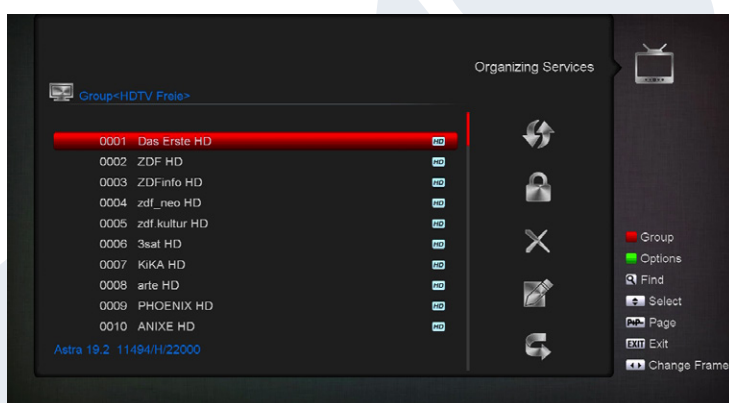 Organizing Services
Group<HDTV Freie>
0001 Das Erste HD HD
0002 ZDF HD HD
0003 ZDFinfo HD HD
0004 zdf_neo HD HD
0005 zdf.kultur HD HD
0006 3sat HD HD
0007 KiKA HD HD
0008 arte HD HD
0009 PHOENIX HD HD
0010 ANIXE HD HD
Astra 19.2 11494/H/22000
Group
Options
Find
Select
P+P- Page
EXIT Exit
Change Frame